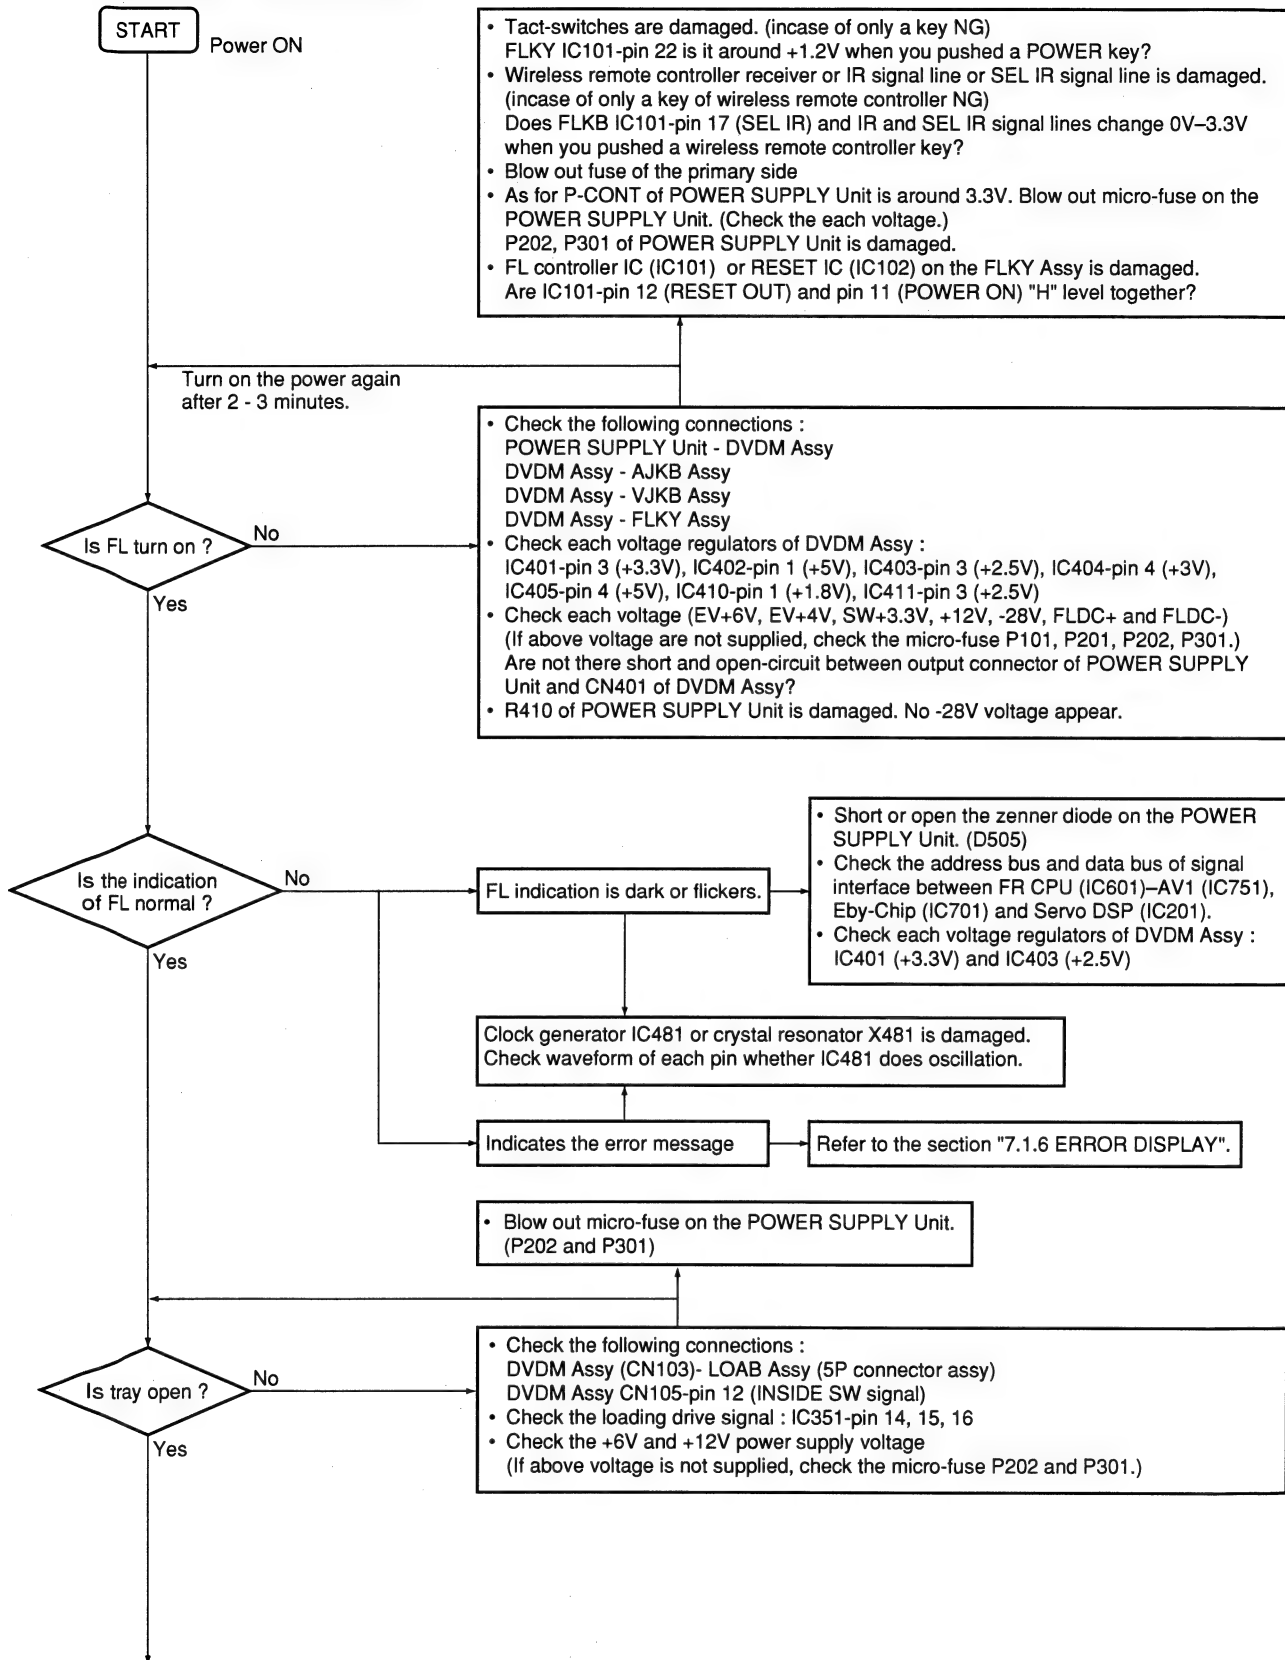 START
Power ON
• Tact-switches are damaged. (incase of only a key NG)
FLKY IC101-pin 22 is it around +1.2V when you pushed a POWER key?
• Wireless remote controller receiver or IR signal line or SEL IR signal line is damaged.
(incase of only a key of wireless remote controller NG)
Does FLKB IC101-pin 17 (SEL IR) and IR and SEL IR signal lines change 0V–3.3V
when you pushed a wireless remote controller key?
• Blow out fuse of the primary side
• As for P-CONT of POWER SUPPLY Unit is around 3.3V. Blow out micro-fuse on the
POWER SUPPLY Unit. (Check the each voltage.)
P202, P301 of POWER SUPPLY Unit is damaged.
• FL controller IC (IC101) or RESET IC (IC102) on the FLKY Assy is damaged.
Are IC101-pin 12 (RESET OUT) and pin 11 (POWER ON) "H" level together?
Turn on the power again
after 2 - 3 minutes.
Is FL turn on ?
No
Yes
• Check the following connections :
POWER SUPPLY Unit - DVDM Assy
DVDM Assy - AJKB Assy
DVDM Assy - VJKB Assy
DVDM Assy - FLKY Assy
• Check each voltage regulators of DVDM Assy :
IC401-pin 3 (+3.3V), IC402-pin 1 (+5V), IC403-pin 3 (+2.5V), IC404-pin 4 (+3V),
IC405-pin 4 (+5V), IC410-pin 1 (+1.8V), IC411-pin 3 (+2.5V)
• Check each voltage (EV+6V, EV+4V, SW+3.3V, +12V, -28V, FLDC+ and FLDC-)
(If above voltage are not supplied, check the micro-fuse P101, P201, P202, P301.)
Are not there short and open-circuit between output connector of POWER SUPPLY
Unit and CN401 of DVDM Assy?
• R410 of POWER SUPPLY Unit is damaged. No -28V voltage appear.
Is the indication
of FL normal ?
No
Yes
FL indication is dark or flickers.
• Short or open the zenner diode on the POWER
SUPPLY Unit. (D505)
• Check the address bus and data bus of signal
interface between FR CPU (IC601)–AV1 (IC751),
Eby-Chip (IC701) and Servo DSP (IC201).
• Check each voltage regulators of DVDM Assy :
IC401 (+3.3V) and IC403 (+2.5V)
Clock generator IC481 or crystal resonator X481 is damaged.
Check waveform of each pin whether IC481 does oscillation.
Indicates the error message
Refer to the section "7.1.6 ERROR DISPLAY".
• Blow out micro-fuse on the POWER SUPPLY Unit.
(P202 and P301)
Is tray open ?
No
Yes
• Check the following connections :
DVDM Assy (CN103)- LOAB Assy (5P connector assy)
DVDM Assy CN105-pin 12 (INSIDE SW signal)
• Check the loading drive signal : IC351-pin 14, 15, 16
• Check the +6V and +12V power supply voltage
(If above voltage is not supplied, check the micro-fuse P202 and P301.)